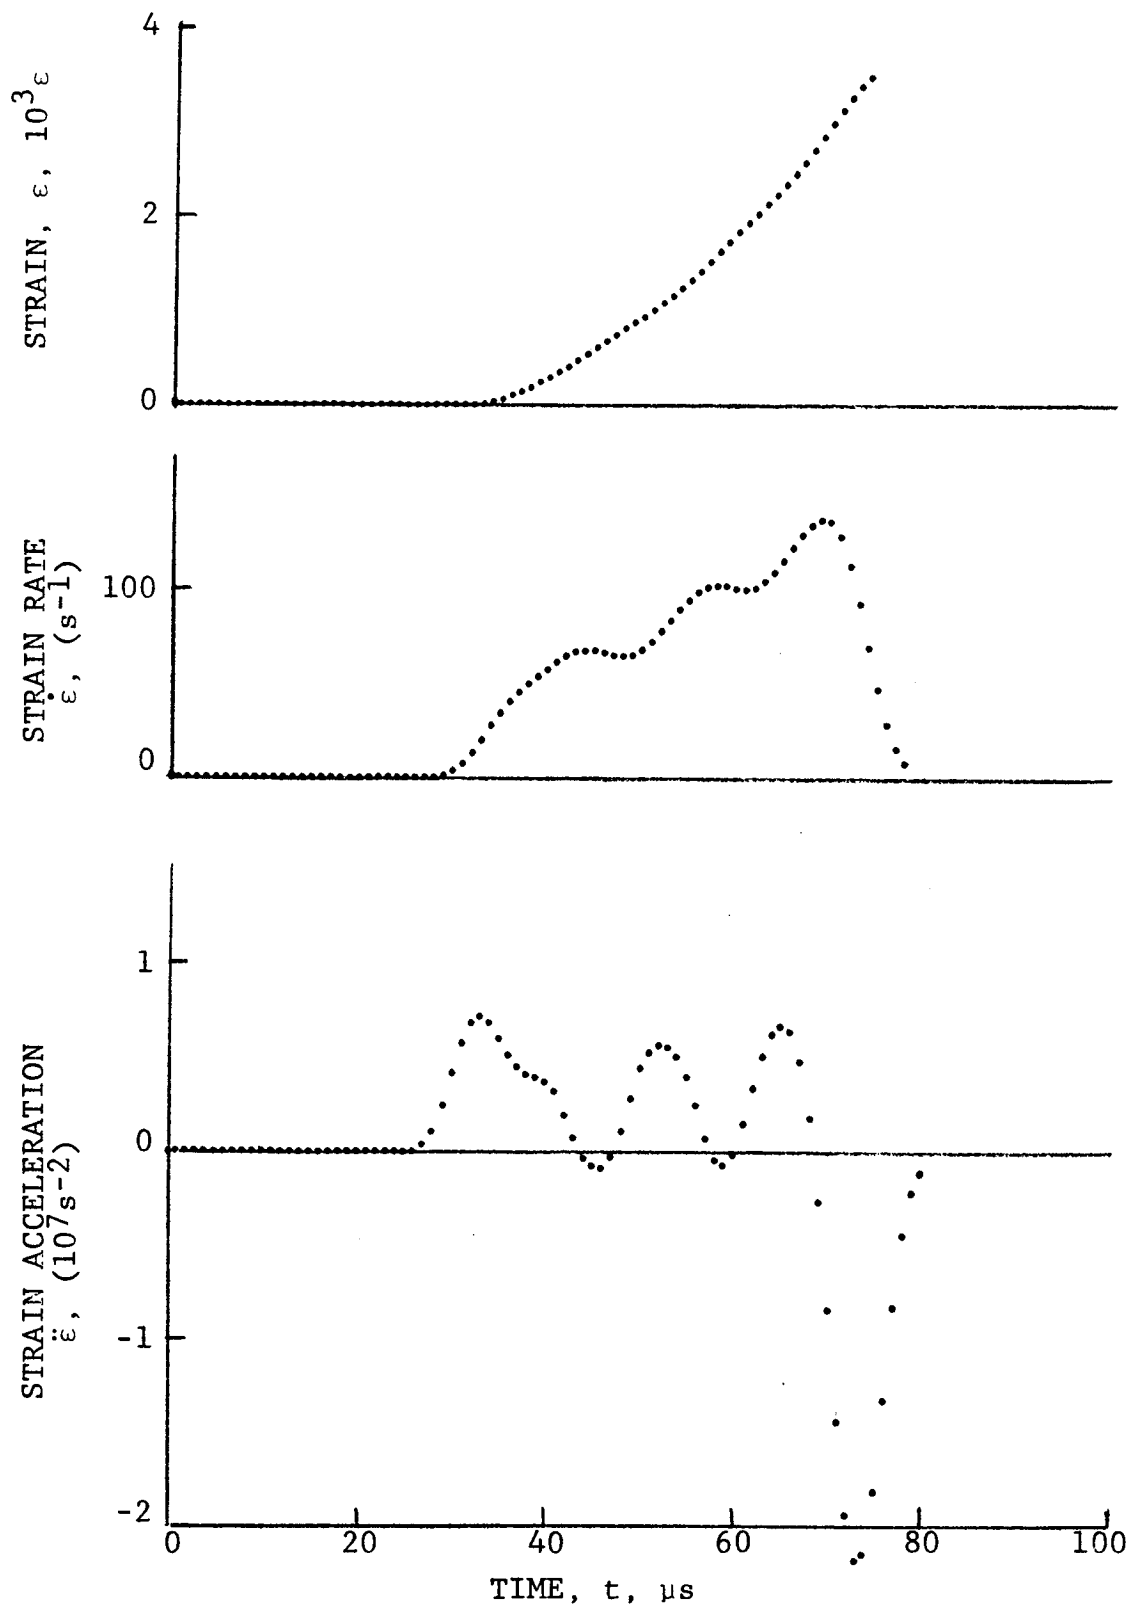 4
2
0
STRAIN, ε, 10³ε
100
0
STRAIN RATE
ε̇, (s⁻¹)
1
0
-1
-2
STRAIN ACCELERATION
ε̈, (10⁷s⁻²)
0 20 40 60 80 100
TIME, t, µs